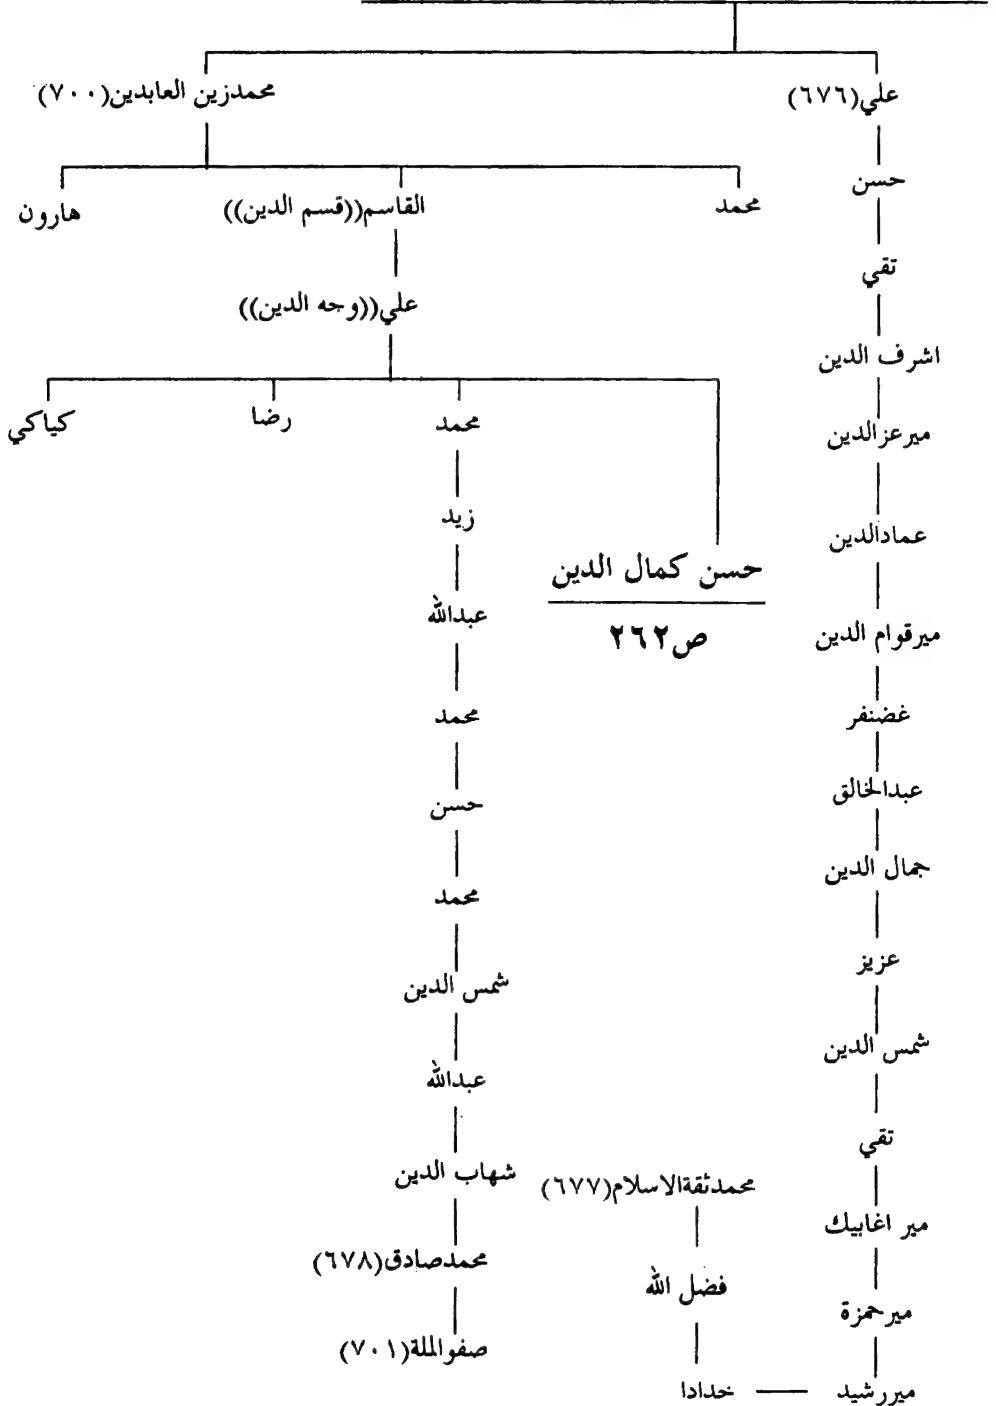 علي(٦٧٦)
محمدزين العابدين(٧٠٠)
حسن
محمد
القاسم((قسم الدين))
هارون
تقي
علي((وجه الدين))
اشرف الدين
محمد
رضا
كياكي
ميرعزالدين
زيد
عمادالدين
حسن كمال الدين
ص٢٦٢
عبدالله
ميرقوام الدين
غضنفر
محمد
عبدالخالق
حسن
جمال الدين
محمد
عزيز
شمس الدين
شمس الدين
عبدالله
تقي
شهاب الدين
محمدثقةالاسلام(٦٧٧)
مير اغابيك
محمدصادق(٦٧٨)
فضل الله
ميرحمزة
صفوالملة(٧٠١)
ميررشيد
خدادا